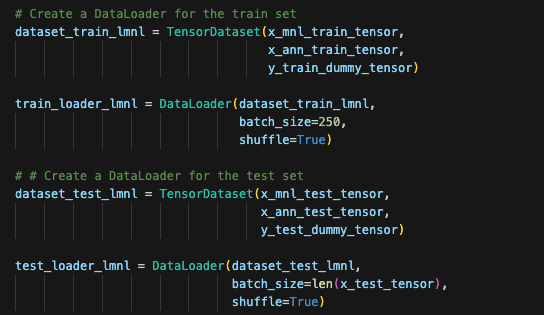 # Create a DataLoader for the train set
dataset_train_lmnl = TensorDataset(x_mnl_train_tensor,
x_ann_train_tensor,
y_train_dummy_tensor)
train_loader_lmnl = DataLoader(dataset_train_lmnl,
batch_size=250,
shuffle=True)
# # Create a DataLoader for the test set
dataset_test_lmnl = TensorDataset(x_mnl_test_tensor,
x_ann_test_tensor,
y_test_dummy_tensor)
test_loader_lmnl = DataLoader(dataset_test_lmnl,
batch_size=len(x_test_tensor),
shuffle=True)